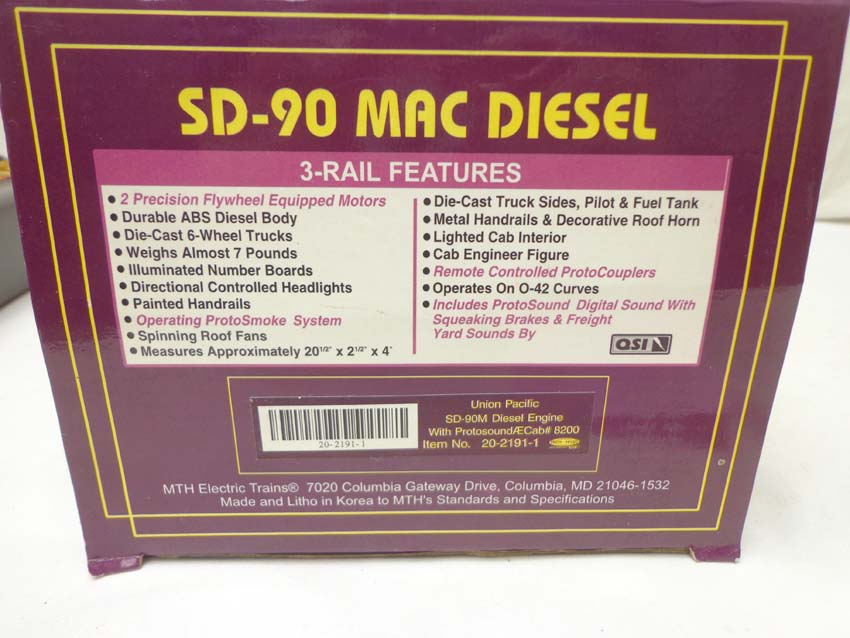 SD-90 MAC DIESEL
3-RAIL FEATURES
• 2 Precision Flywheel Equipped Motors
• Durable ABS Diesel Body
• Die-Cast 6-Wheel Trucks
• Weighs Almost 7 Pounds
• Illuminated Number Boards
• Directional Controlled Headlights
• Painted Handrails
• Operating ProtoSmoke System
• Spinning Roof Fans
• Measures Approximately 20 1/2" x 2 1/2" x 4"
• Die-Cast Truck Sides, Pilot & Fuel Tank
• Metal Handrails & Decorative Roof Horn
• Lighted Cab Interior
• Cab Engineer Figure
• Remote Controlled ProtoCouplers
• Operates On O-42 Curves
• Includes ProtoSound Digital Sound With
Squeaking Brakes & Freight
Yard Sounds By
QSI
20-2191-1
Union Pacific
SD-90M Diesel Engine
With ProtosoundÆCab# 8200
Item No. 20-2191-1
MTH Electric Trains® 7020 Columbia Gateway Drive, Columbia, MD 21046-1532
Made and Litho in Korea to MTH's Standards and Specifications